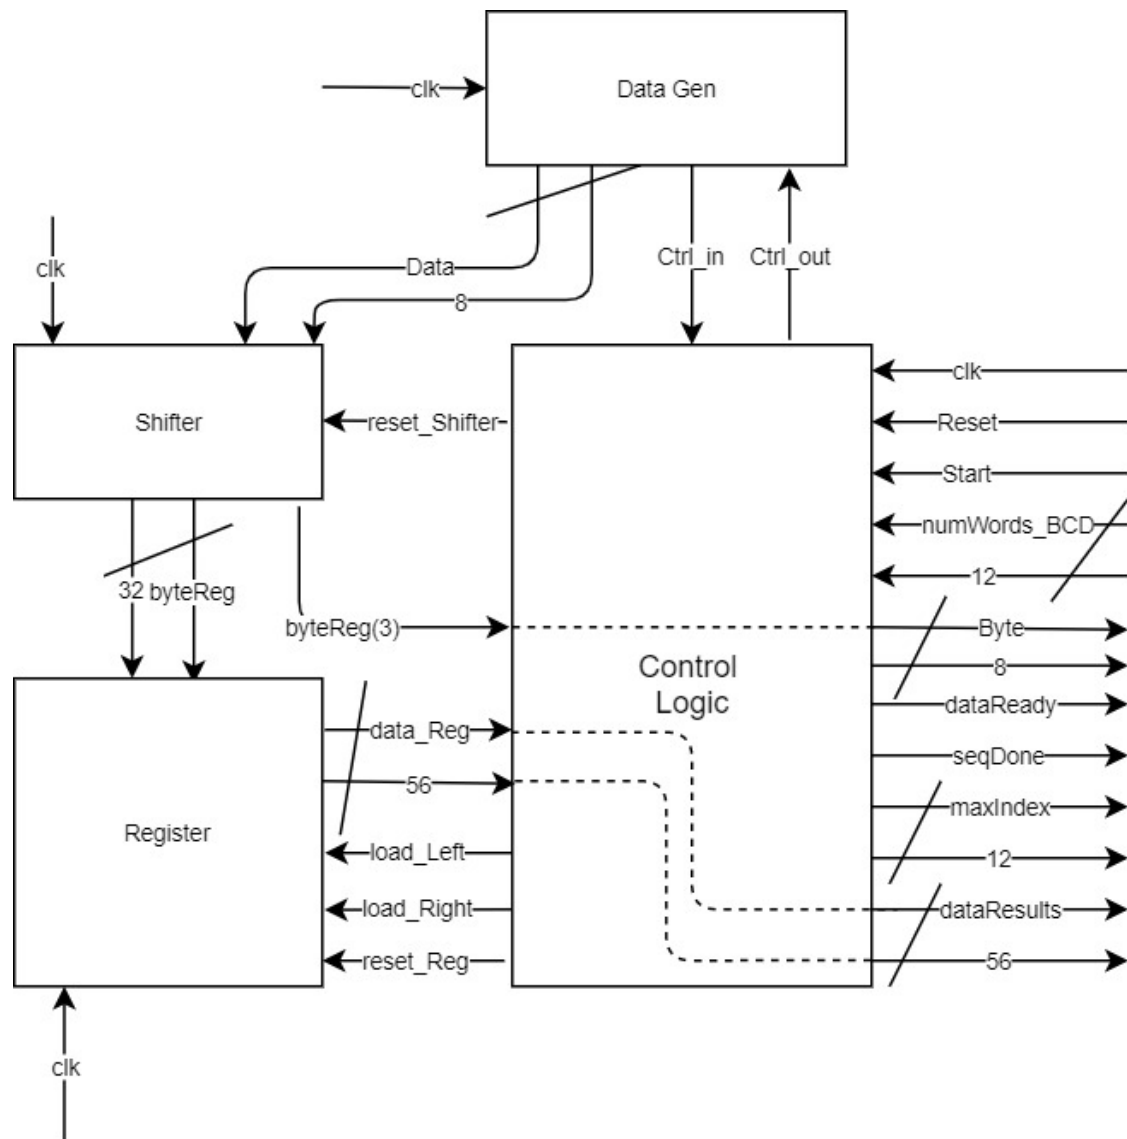 clk
Data Gen
clk
Data
8
Ctrl_in
Ctrl_out
Shifter
reset_Shifter
clk
Reset
Start
numWords_BCD
12
32
byteReg
byteReg(3)
Control
Logic
Byte
8
dataReady
seqDone
maxIndex
12
dataResults
56
data_Reg
56
Register
load_Left
load_Right
reset_Reg
clk